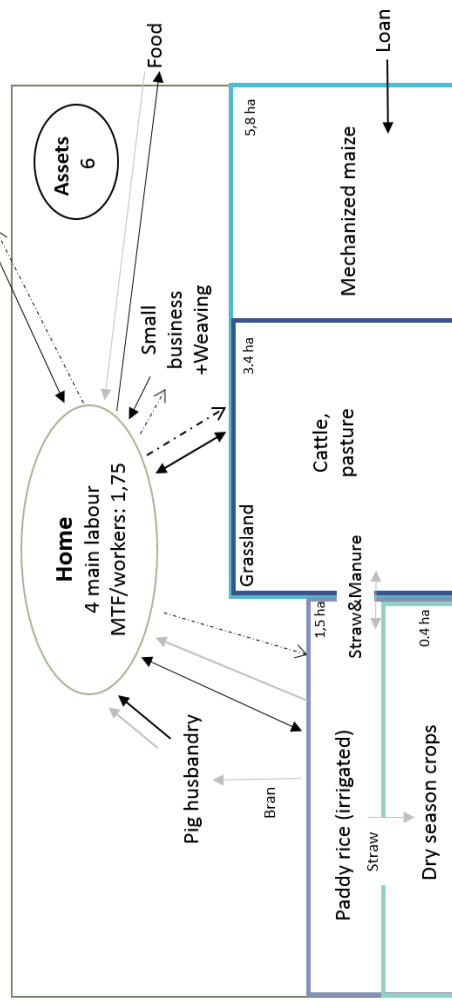 Home
4 main labour
MTF/workers: 1,75
Assets
6
Food
Small
business
+Weaving
Pig husbandry
Bran
Grassland
3.4 ha
5,8 ha
Cattle,
pasture
Mechanized maize
Loan
1,5 ha
Paddy rice (irrigated)
Straw&Manure
Straw
0.4 ha
Dry season crops